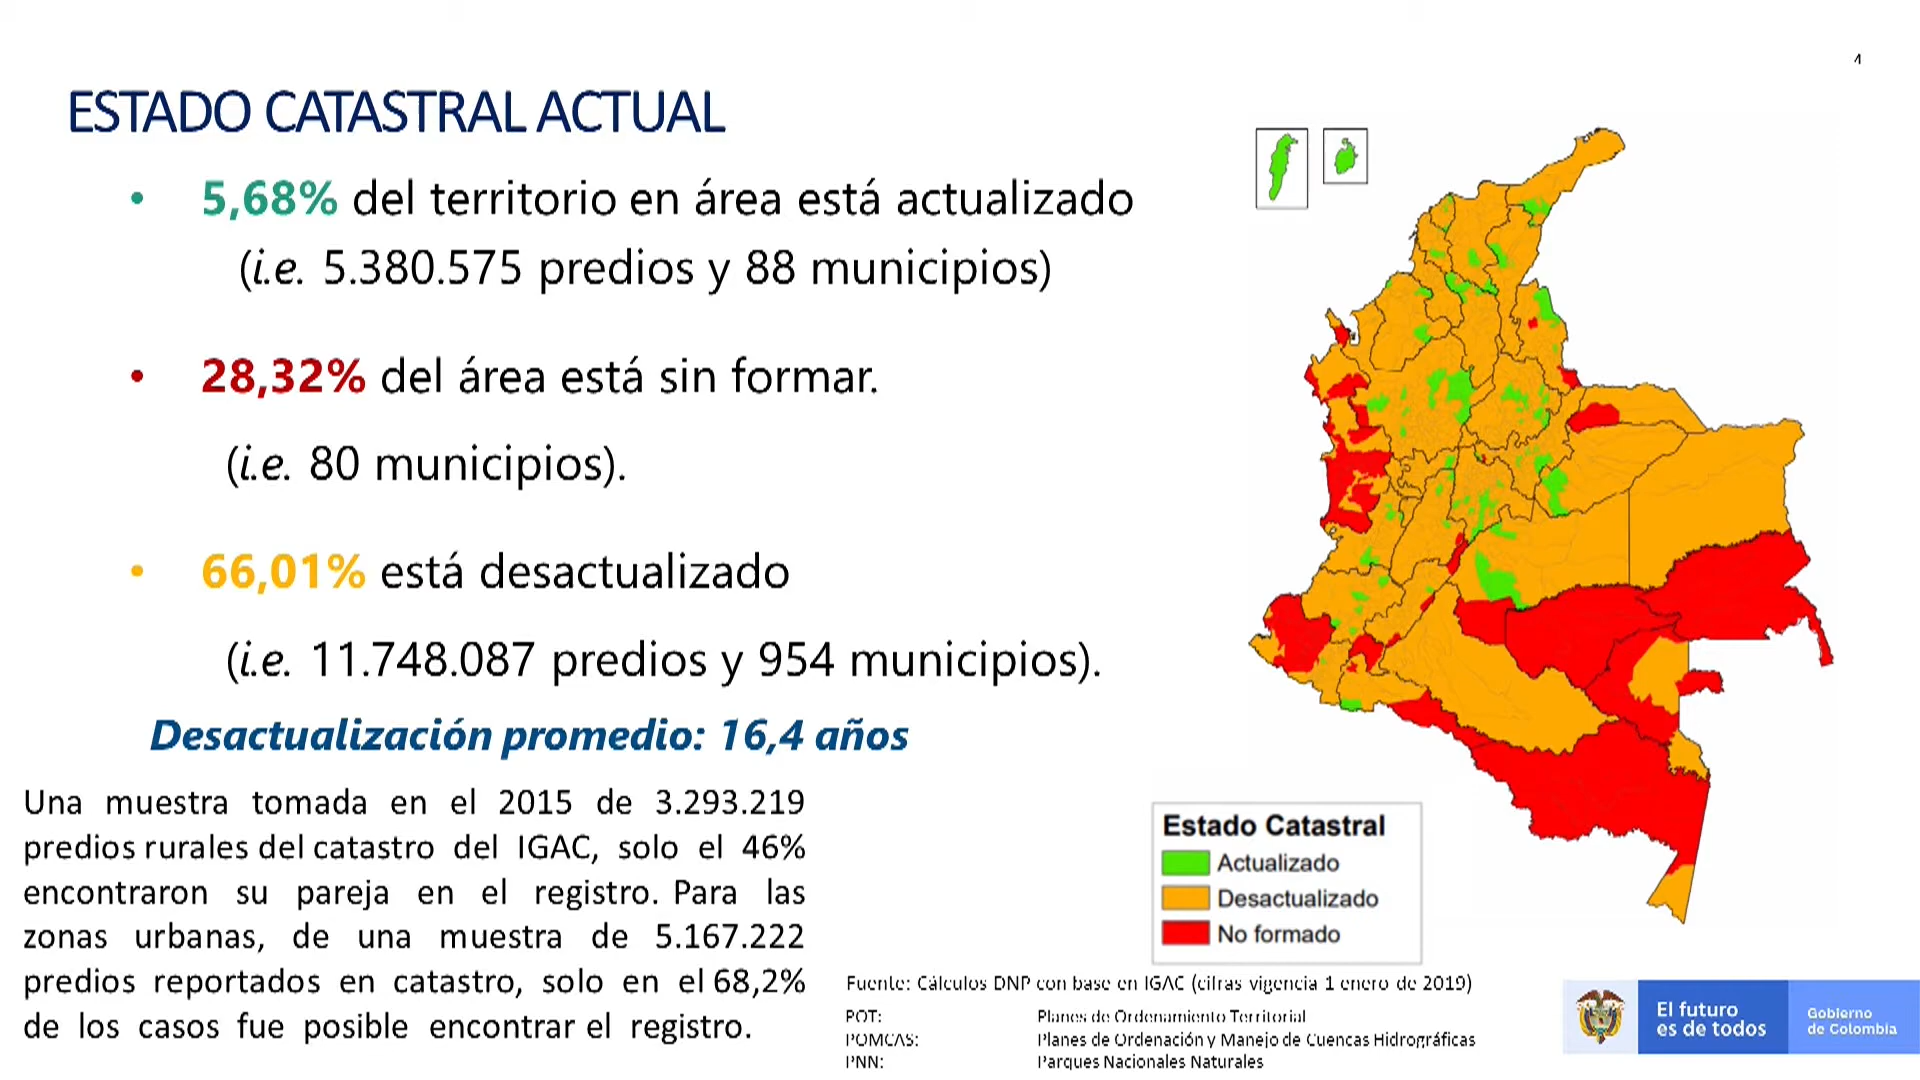 4
ESTADO CATASTRAL ACTUAL
• 5,68% del territorio en área está actualizado
(i.e. 5.380.575 predios y 88 municipios)
• 28,32% del área está sin formar.
(i.e. 80 municipios).
• 66,01% está desactualizado
(i.e. 11.748.087 predios y 954 municipios).
Desactualización promedio: 16,4 años
Una muestra tomada en el 2015 de 3.293.219
predios rurales del catastro del IGAC, solo el 46%
encontraron su pareja en el registro. Para las
zonas urbanas, de una muestra de 5.167.222
predios reportados en catastro, solo en el 68,2%
de los casos fue posible encontrar el registro.
Estado Catastral
Actualizado
Desactualizado
No formado
Fuente: Cálculos DNP con base en IGAC (cifras vigencia 1 enero de 2019)
POT: Planes de Ordenamiento Territorial
POMCAS: Planes de Ordenación y Manejo de Cuencas Hidrográficas
PNN: Parques Nacionales Naturales
El futuro
es de todos
Gobierno
de Colombia